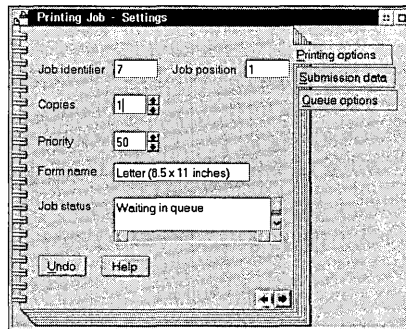 Printing Job - Settings
Job identifier 7 Job position 1
Printing options
Submission data
Queue options
Copies 1
Priority 50
Form name Letter (8.5 x 11 inches)
Job status Waiting in queue
Undo Help